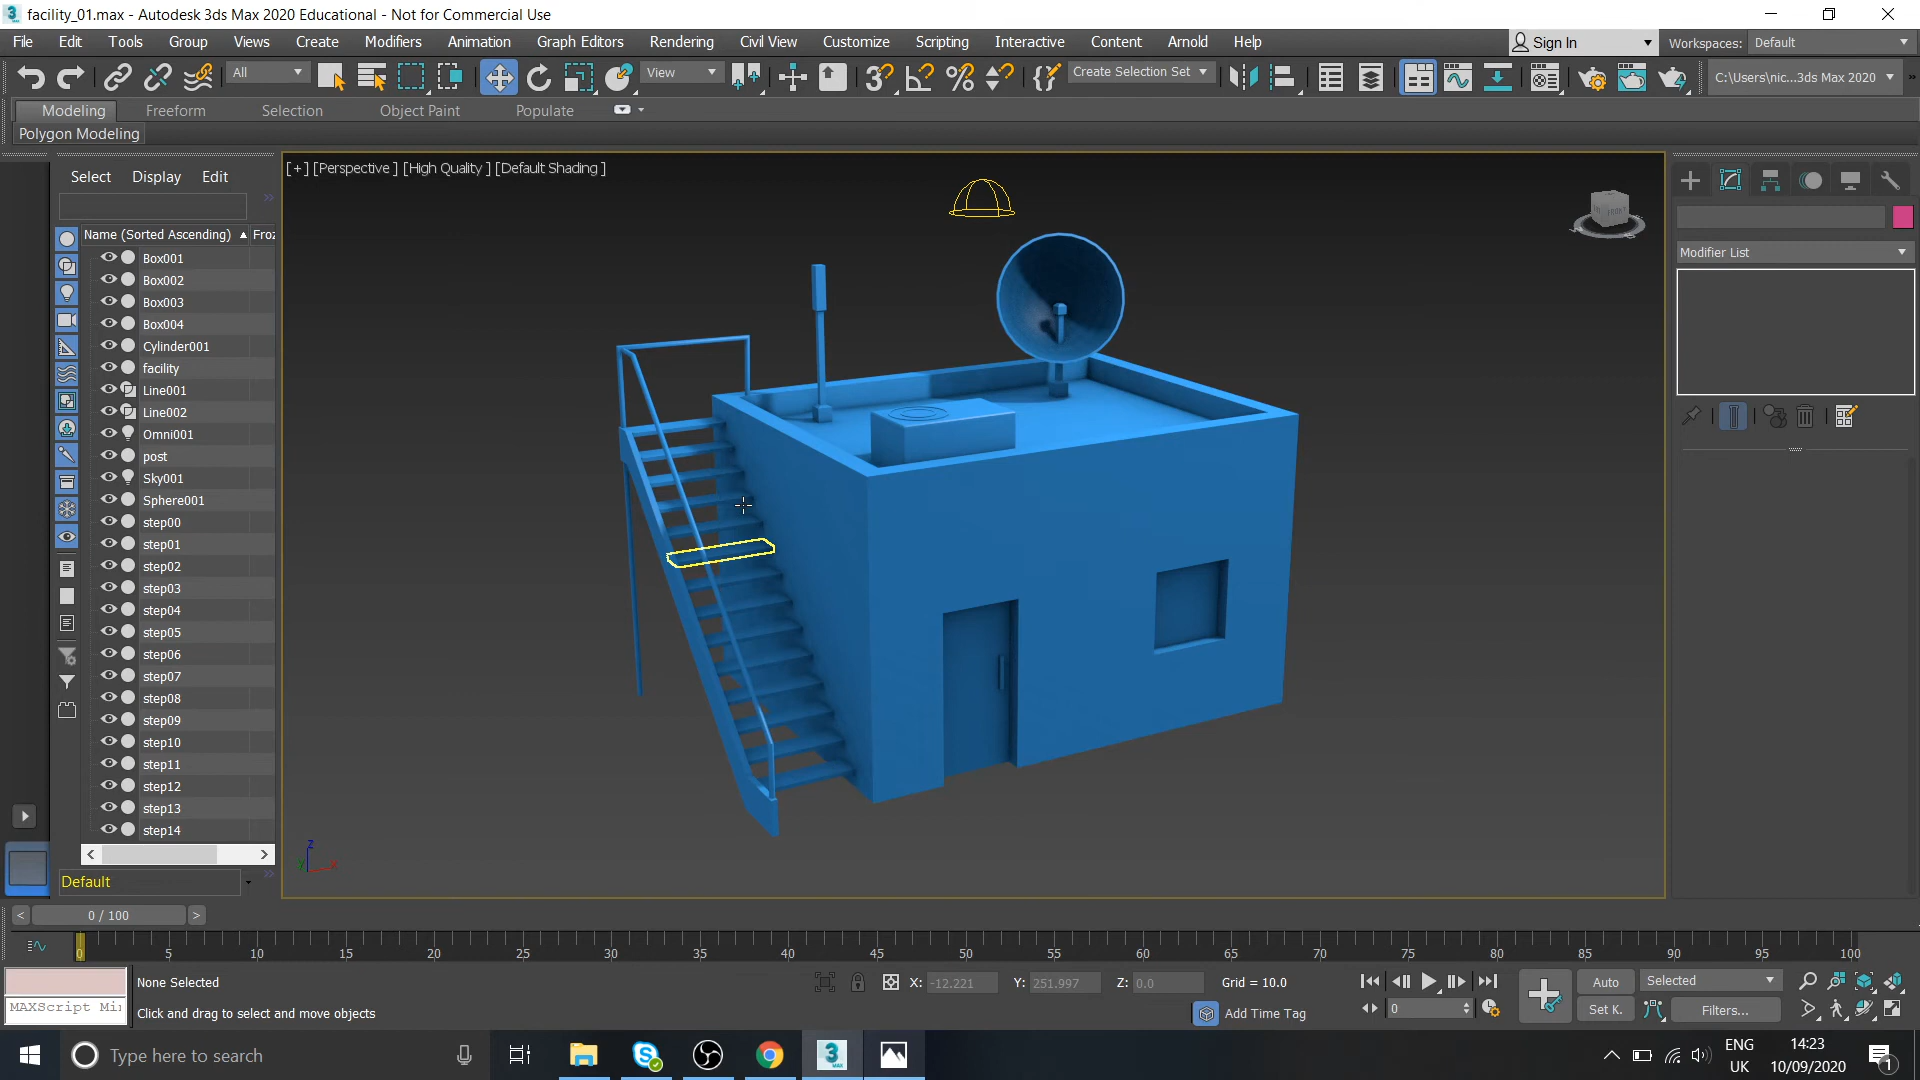 facility_01.max - Autodesk 3ds Max 2020 Educational - Not for Commercial Use
File Edit Tools Group Views Create Modifiers Animation Graph Editors Rendering Civil View Customize Scripting Interactive Content Arnold Help Sign In Workspaces: Default
All View Create Selection Set C:\Users\nic...3ds Max 2020
Modeling Freeform Selection Object Paint Populate
Polygon Modeling
Select Display Edit
[+] [Perspective ] [High Quality ] [Default Shading ]
Name (Sorted Ascending) Froz
Box001
Box002
Box003
Box004
Cylinder001
facility
Line001
Line002
Omni001
post
Sky001
Sphere001
step00
step01
step02
step03
step04
step05
step06
step07
step08
step09
step10
step11
step12
step13
step14
Default
FRONT
Modifier List
z
y x
0 / 100
0 5 10 15 20 25 30 35 40 45 50 55 60 65 70 75 80 85 90 95 100
None Selected
X: -12.221 Y: 251.997 Z: 0.0 Grid = 10.0
Auto Selected
MAXScript Mi
Click and drag to select and move objects
Add Time Tag
0
Set K. Filters...
Type here to search
3
MAX
ENG
UK
14:23
10/09/2020
1